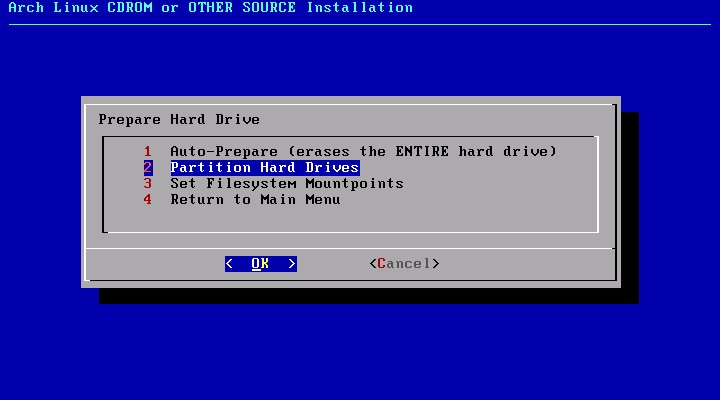 Arch Linux CDROM or OTHER SOURCE Installation
Prepare Hard Drive
1 Auto-Prepare (erases the ENTIRE hard drive)
2 Partition Hard Drives
3 Set Filesystem Mountpoints
4 Return to Main Menu
< OK > <Cancel>